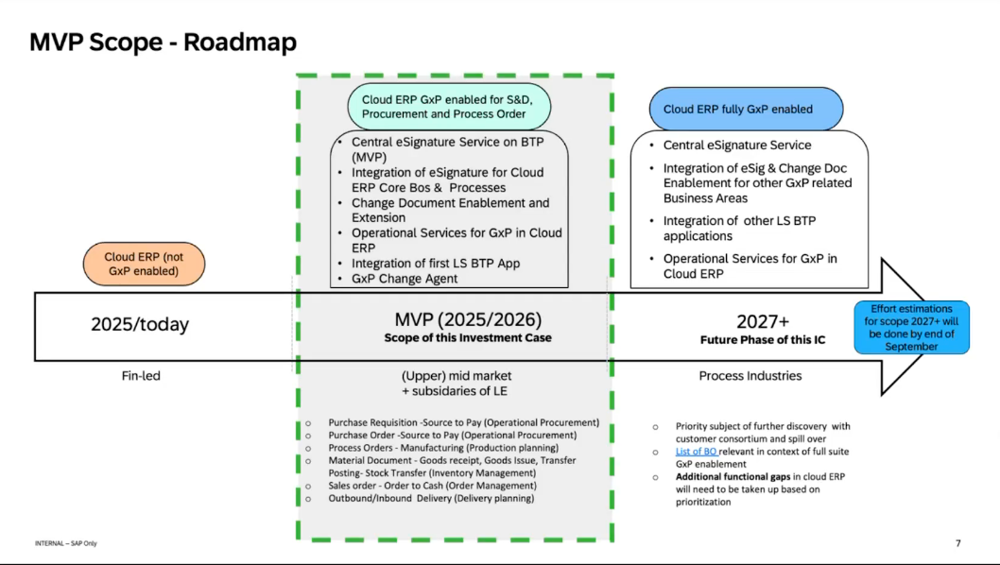 MVP Scope - Roadmap
Cloud ERP GxP enabled for S&D,
Procurement and Process Order
Cloud ERP fully GxP enabled
• Central eSignature Service on BTP
(MVP)
• Integration of eSignature for Cloud
ERP Core Bos & Processes
• Change Document Enablement and
Extension
• Operational Services for GxP in Cloud
ERP
• Integration of first LS BTP App
• GxP Change Agent
• Central eSignature Service
• Integration of eSig & Change Doc
Enablement for other GxP related
Business Areas
• Integration of other LS BTP
applications
• Operational Services for GxP in
Cloud ERP
Cloud ERP (not
GxP enabled)
2025/today
MVP (2025/2026)
Scope of this Investment Case
2027+
Future Phase of this IC
Effort estimations
for scope 2027+ will
be done by end of
September
Fin-led
(Upper) mid market
+ subsidaries of LE
Process Industries
o Purchase Requisition -Source to Pay (Operational Procurement)
o Purchase Order -Source to Pay (Operational Procurement)
o Process Orders - Manufacturing (Production planning)
o Material Document - Goods receipt, Goods Issue, Transfer
Posting- Stock Transfer (Inventory Management)
o Sales order - Order to Cash (Order Management)
o Outbound/Inbound Delivery (Delivery planning)
o Priority subject of further discovery with
customer consortium and spill over
o List of BO relevant in context of full suite
GxP enablement
o Additional functional gaps in cloud ERP
will need to be taken up based on
prioritization
INTERNAL – SAP Only
7